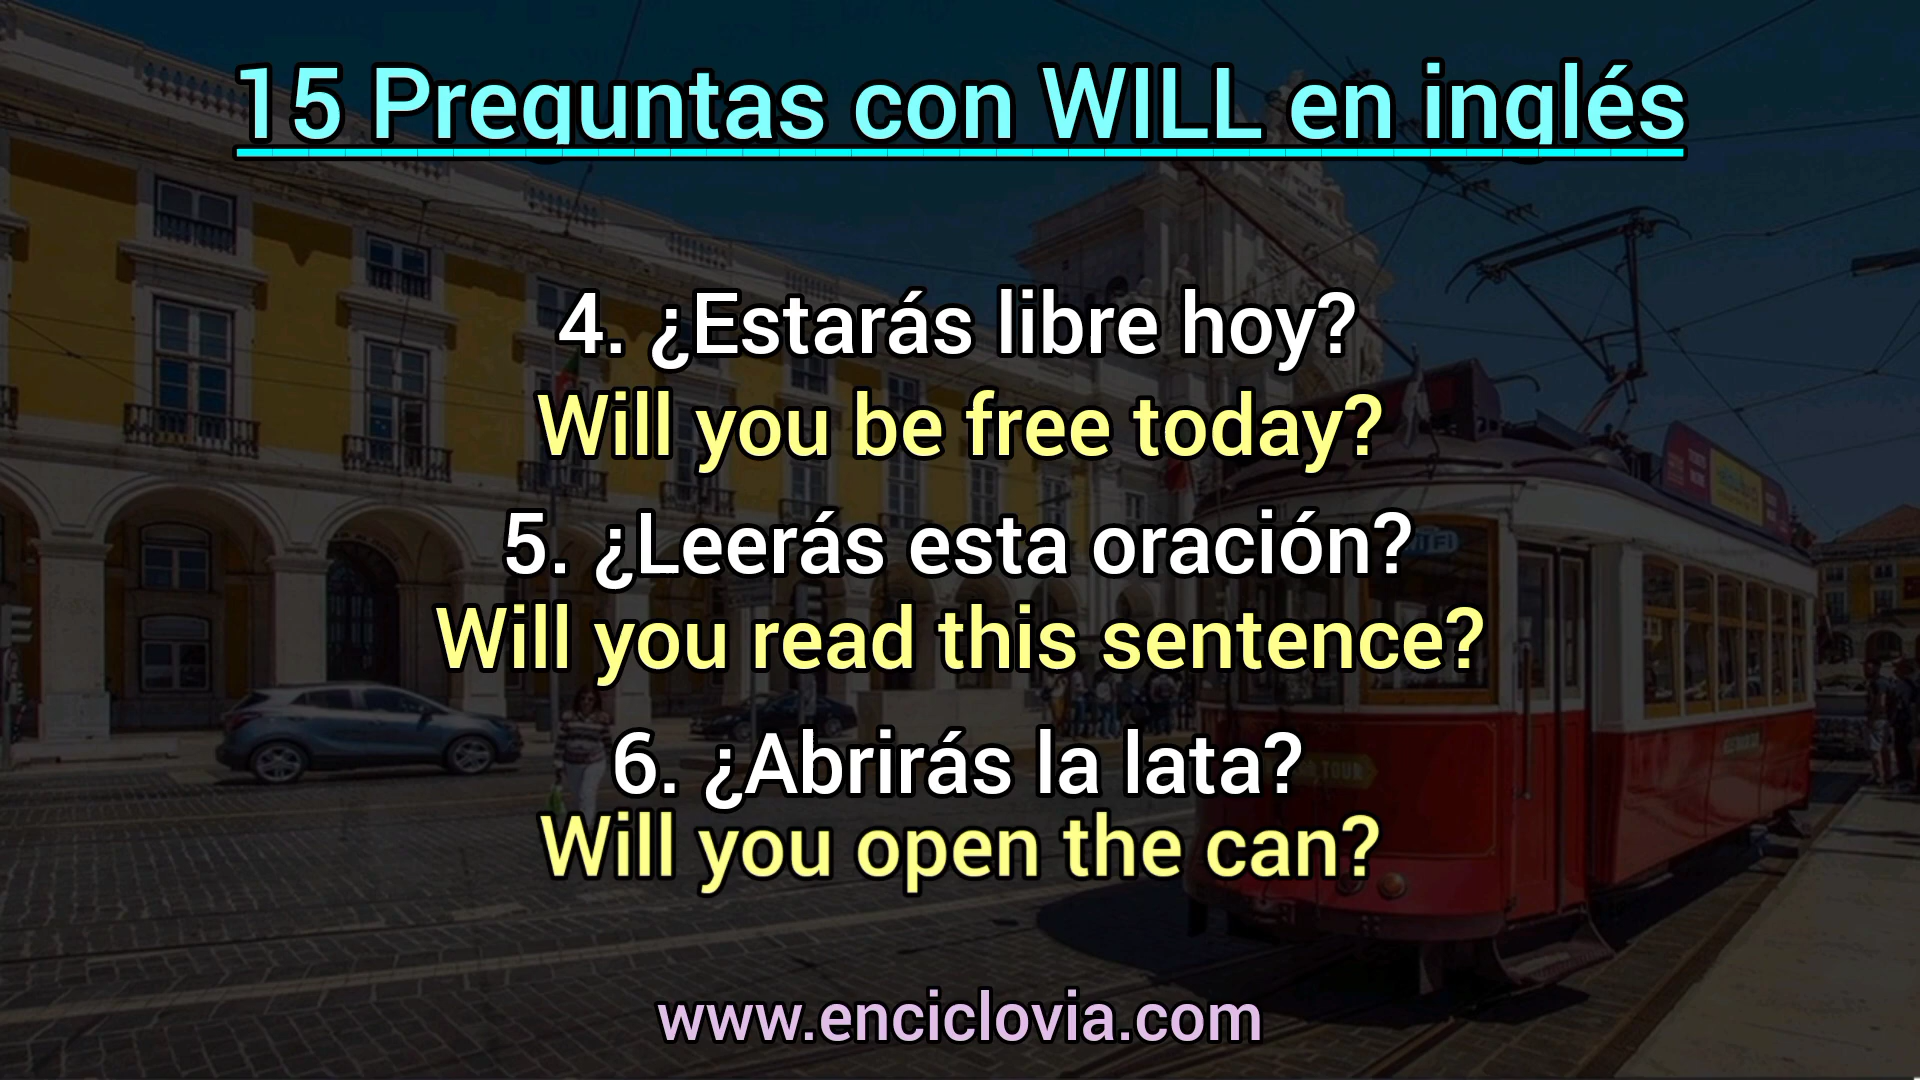 15 Preguntas con WILL en inglés
4. ¿Estarás libre hoy?
Will you be free today?
5. ¿Leerás esta oración?
Will you read this sentence?
6. ¿Abrirás la lata?
Will you open the can?
www.enciclovia.com
TOUR